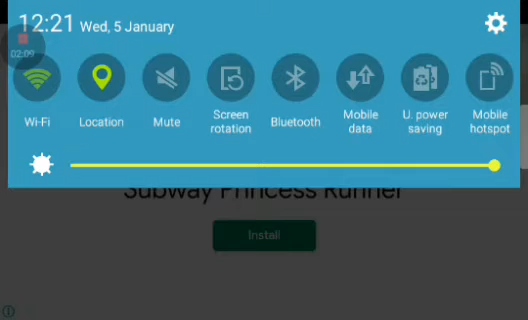 12:21 Wed, 5 January
02:09
Wi-Fi
Location
Mute
Screen
rotation
Bluetooth
Mobile
data
U. power
saving
Mobile
hotspot
Subway Princess Runner
Install